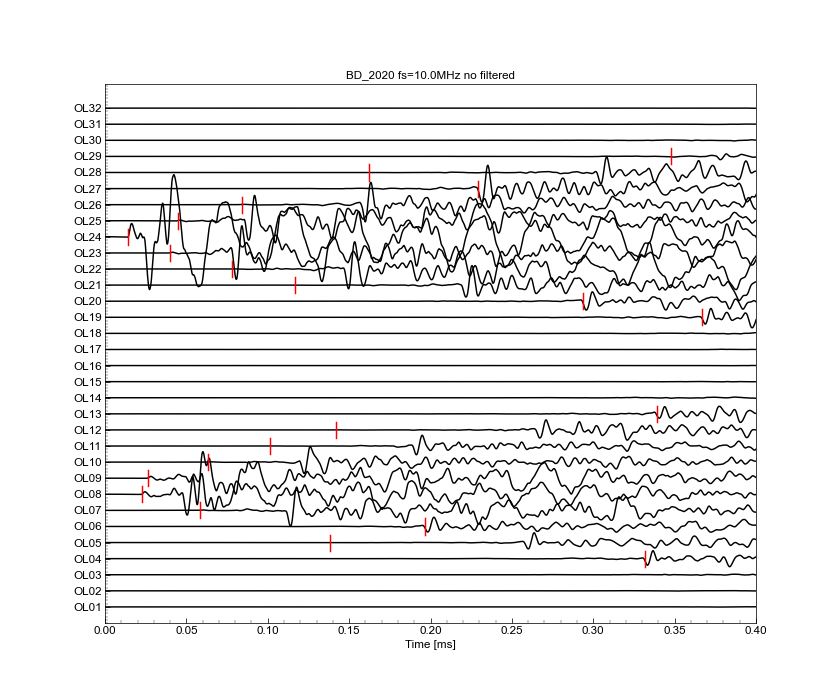 BD_2020 fs=10.0MHz no filtered
OL32
OL31
OL30
OL29
OL28
OL27
OL26
OL25
OL24
OL23
OL22
OL21
OL20
OL19
OL18
OL17
OL16
OL15
OL14
OL13
OL12
OL11
OL10
OL09
OL08
OL07
OL06
OL05
OL04
OL03
OL02
OL01
0.00 0.05 0.10 0.15 0.20 0.25 0.30 0.35 0.40
Time [ms]